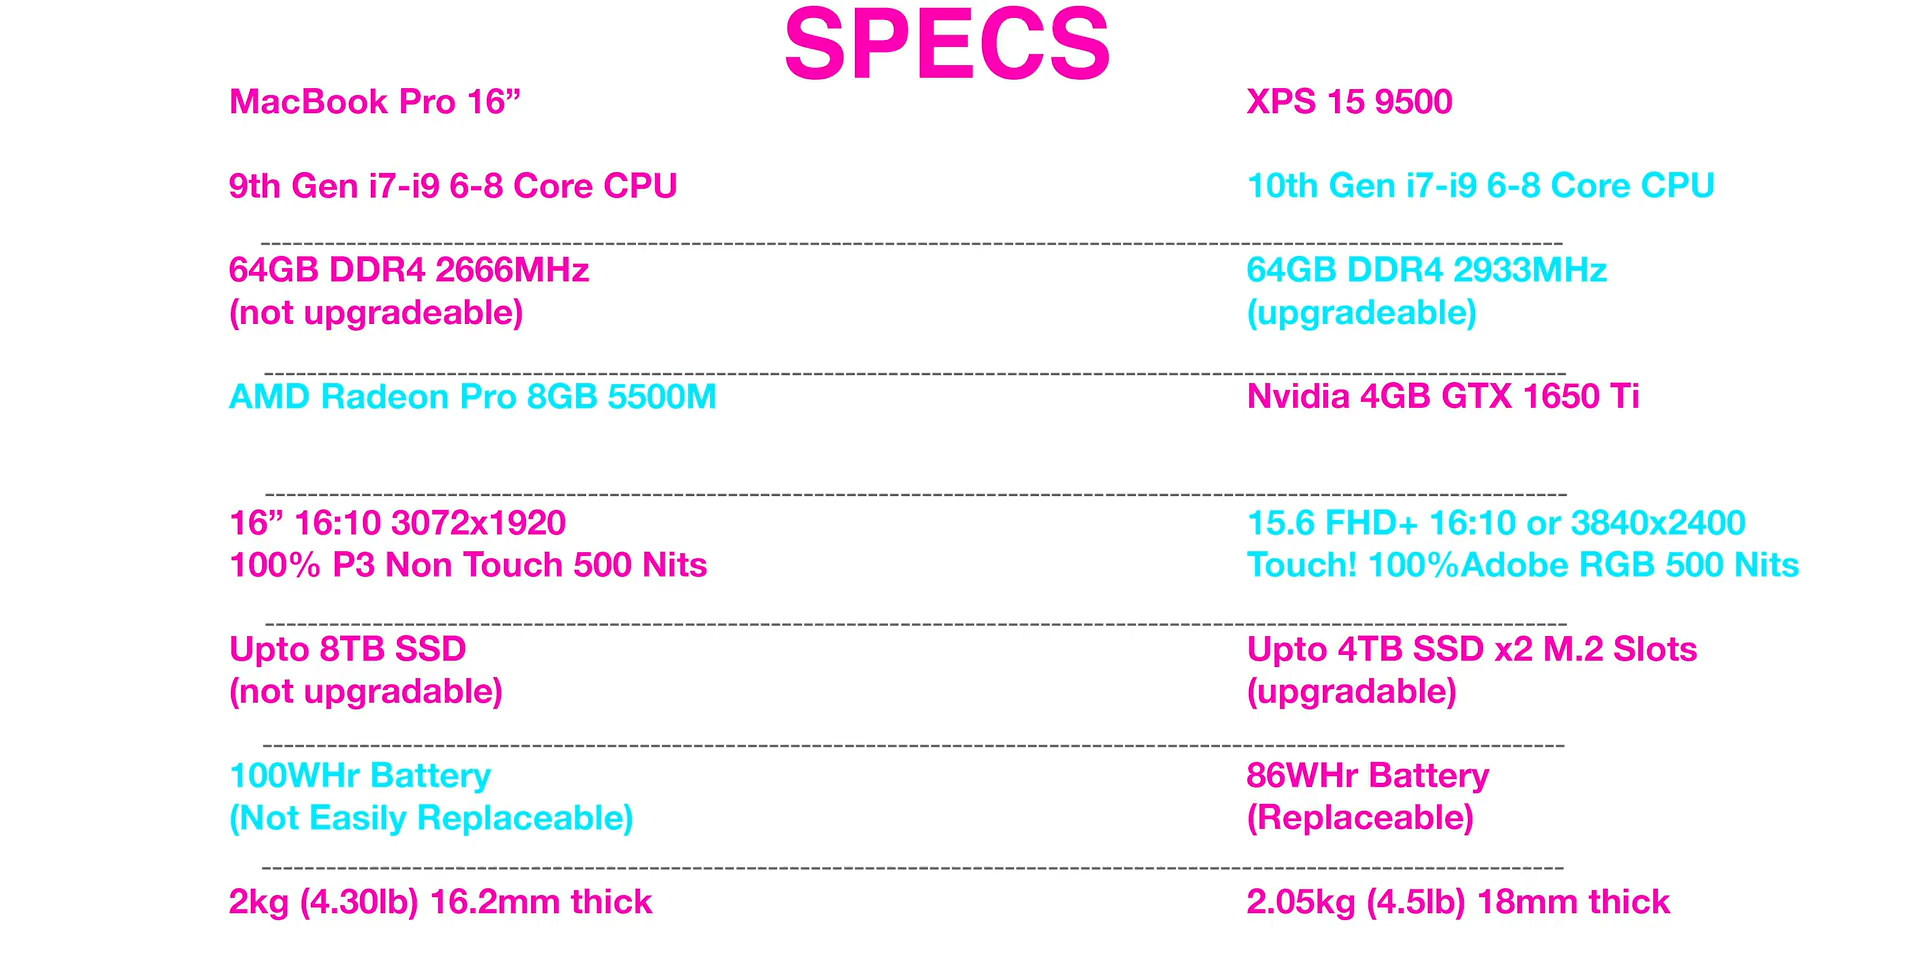 SPECS
MacBook Pro 16” XPS 15 9500
9th Gen i7-i9 6-8 Core CPU 10th Gen i7-i9 6-8 Core CPU
64GB DDR4 2666MHz 64GB DDR4 2933MHz
(not upgradeable) (upgradeable)
AMD Radeon Pro 8GB 5500M Nvidia 4GB GTX 1650 Ti
16” 16:10 3072x1920 15.6 FHD+ 16:10 or 3840x2400
100% P3 Non Touch 500 Nits Touch! 100%Adobe RGB 500 Nits
Upto 8TB SSD Upto 4TB SSD x2 M.2 Slots
(not upgradable) (upgradable)
100WHr Battery 86WHr Battery
(Not Easily Replaceable) (Replaceable)
2kg (4.30lb) 16.2mm thick 2.05kg (4.5lb) 18mm thick